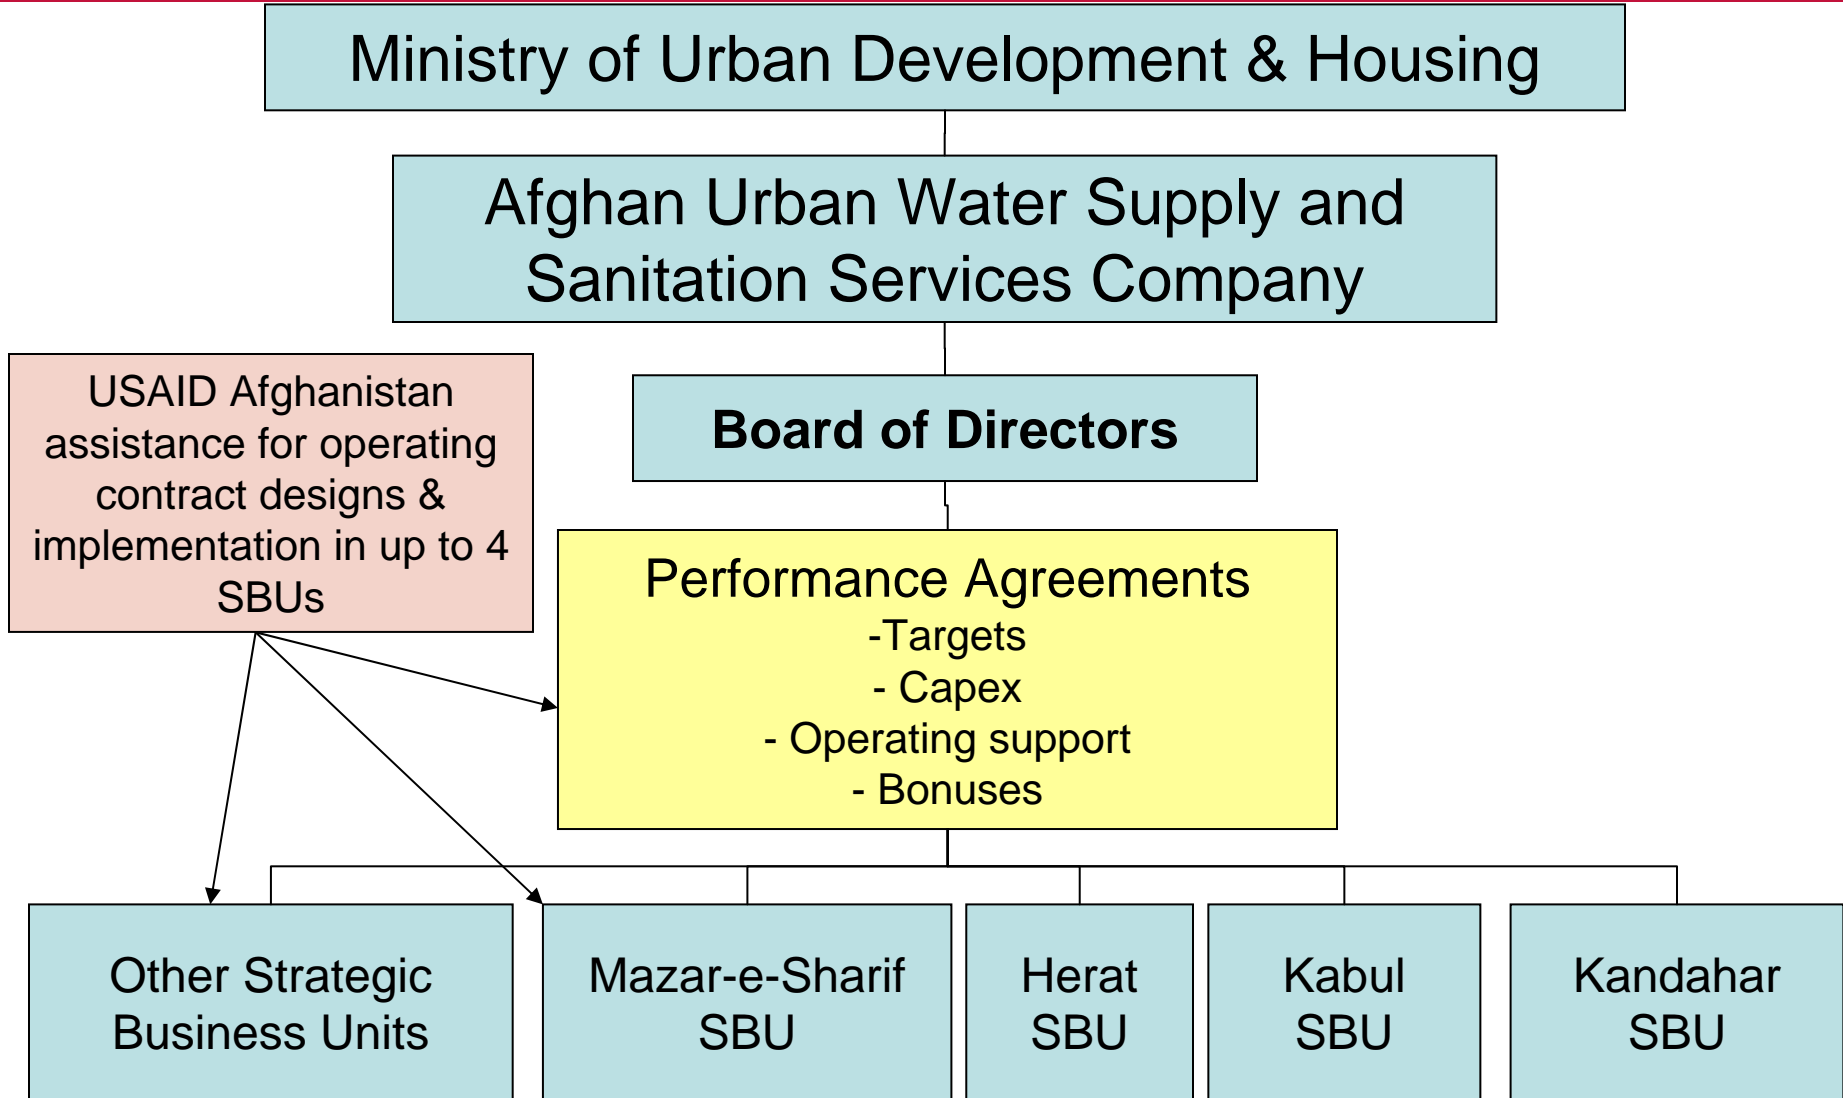 Ministry of Urban Development & Housing
Afghan Urban Water Supply and
Sanitation Services Company
USAID Afghanistan
assistance for operating
contract designs &
implementation in up to 4
SBUs
Board of Directors
Performance Agreements
-Targets
- Capex
- Operating support
- Bonuses
Other Strategic
Business Units
Mazar-e-Sharif
SBU
Herat
SBU
Kabul
SBU
Kandahar
SBU